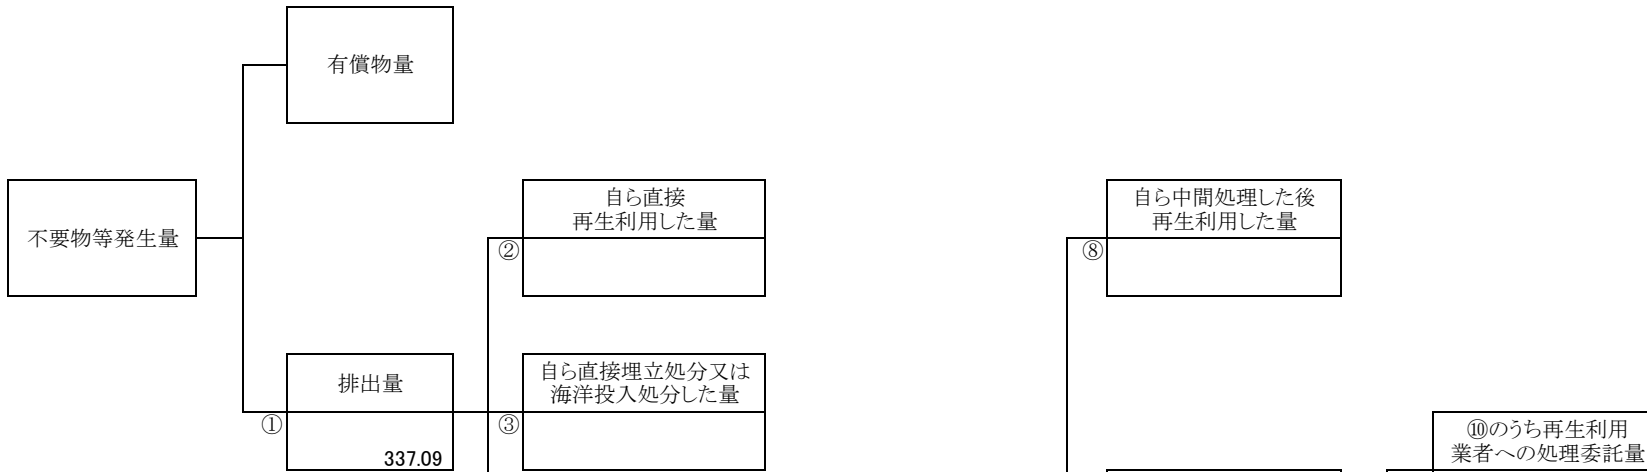 有償物量
不要物等発生量
自ら直接
再生利用した量
②
自ら中間処理した後
再生利用した量
⑧
排出量
①
337.09
自ら直接埋立処分又は
海洋投入処分した量
③
⑩のうち再生利用
業者への処理委託量